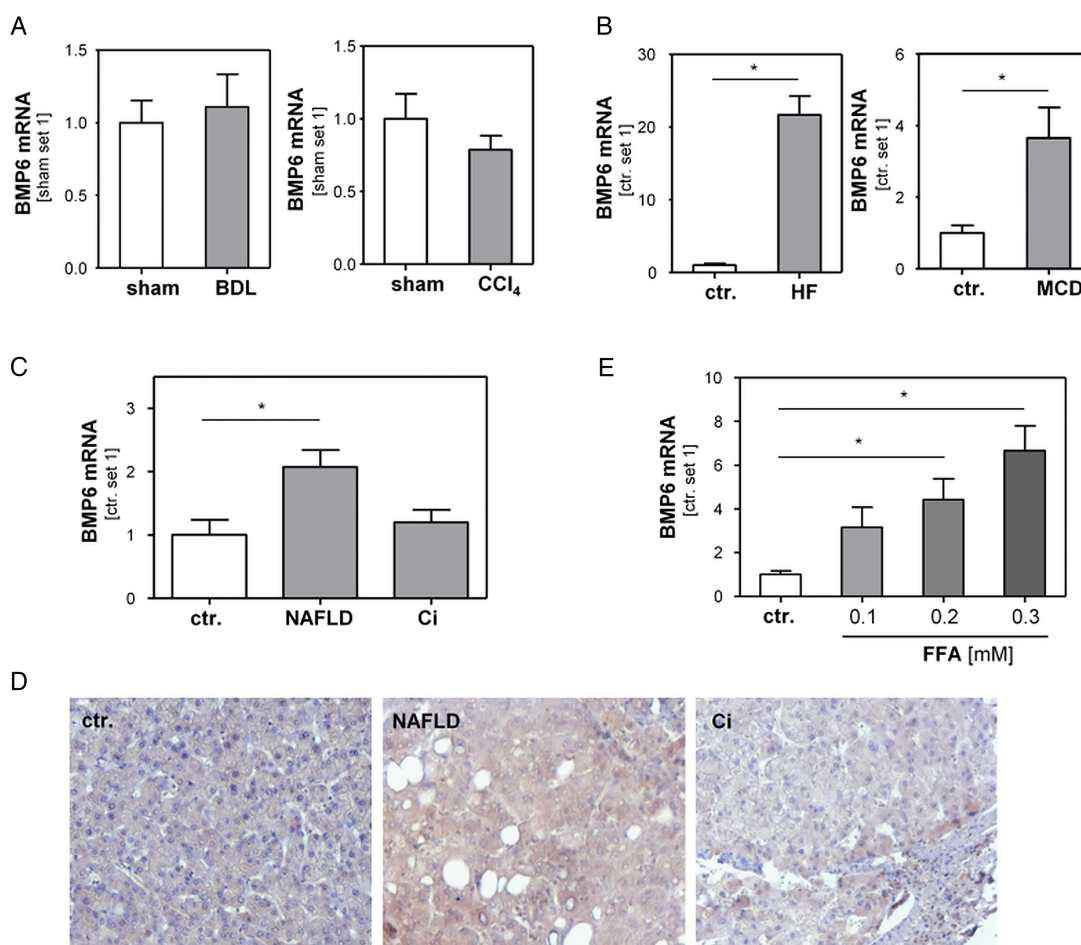 A
BMP6 mRNA
[sham set 1]
1.5
1.0
0.5
0.0
sham BDL
BMP6 mRNA
[sham set 1]
1.5
1.0
0.5
0.0
sham CCl₄
B
BMP6 mRNA
[ctr. set 1]
30
20
10
0
*
ctr. HF
BMP6 mRNA
[ctr. set 1]
6
4
2
0
*
ctr. MCD
C
BMP6 mRNA
[ctr. set 1]
3
2
1
0
*
ctr. NAFLD Ci
E
BMP6 mRNA
[ctr. set 1]
10
8
6
4
2
0
*
*
ctr. 0.1 0.2 0.3
FFA [mM]
D
ctr.
NAFLD
Ci